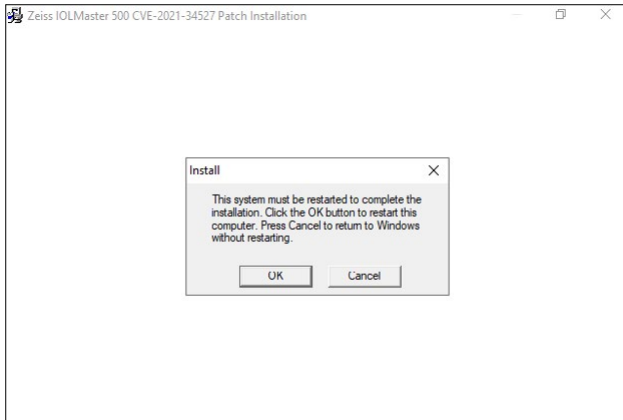 Zeiss IOLMaster 500 CVE-2021-34527 Patch Installation
Install
This system must be restarted to complete the
installation. Click the OK button to restart this
computer. Press Cancel to return to Windows
without restarting.
OK Cancel